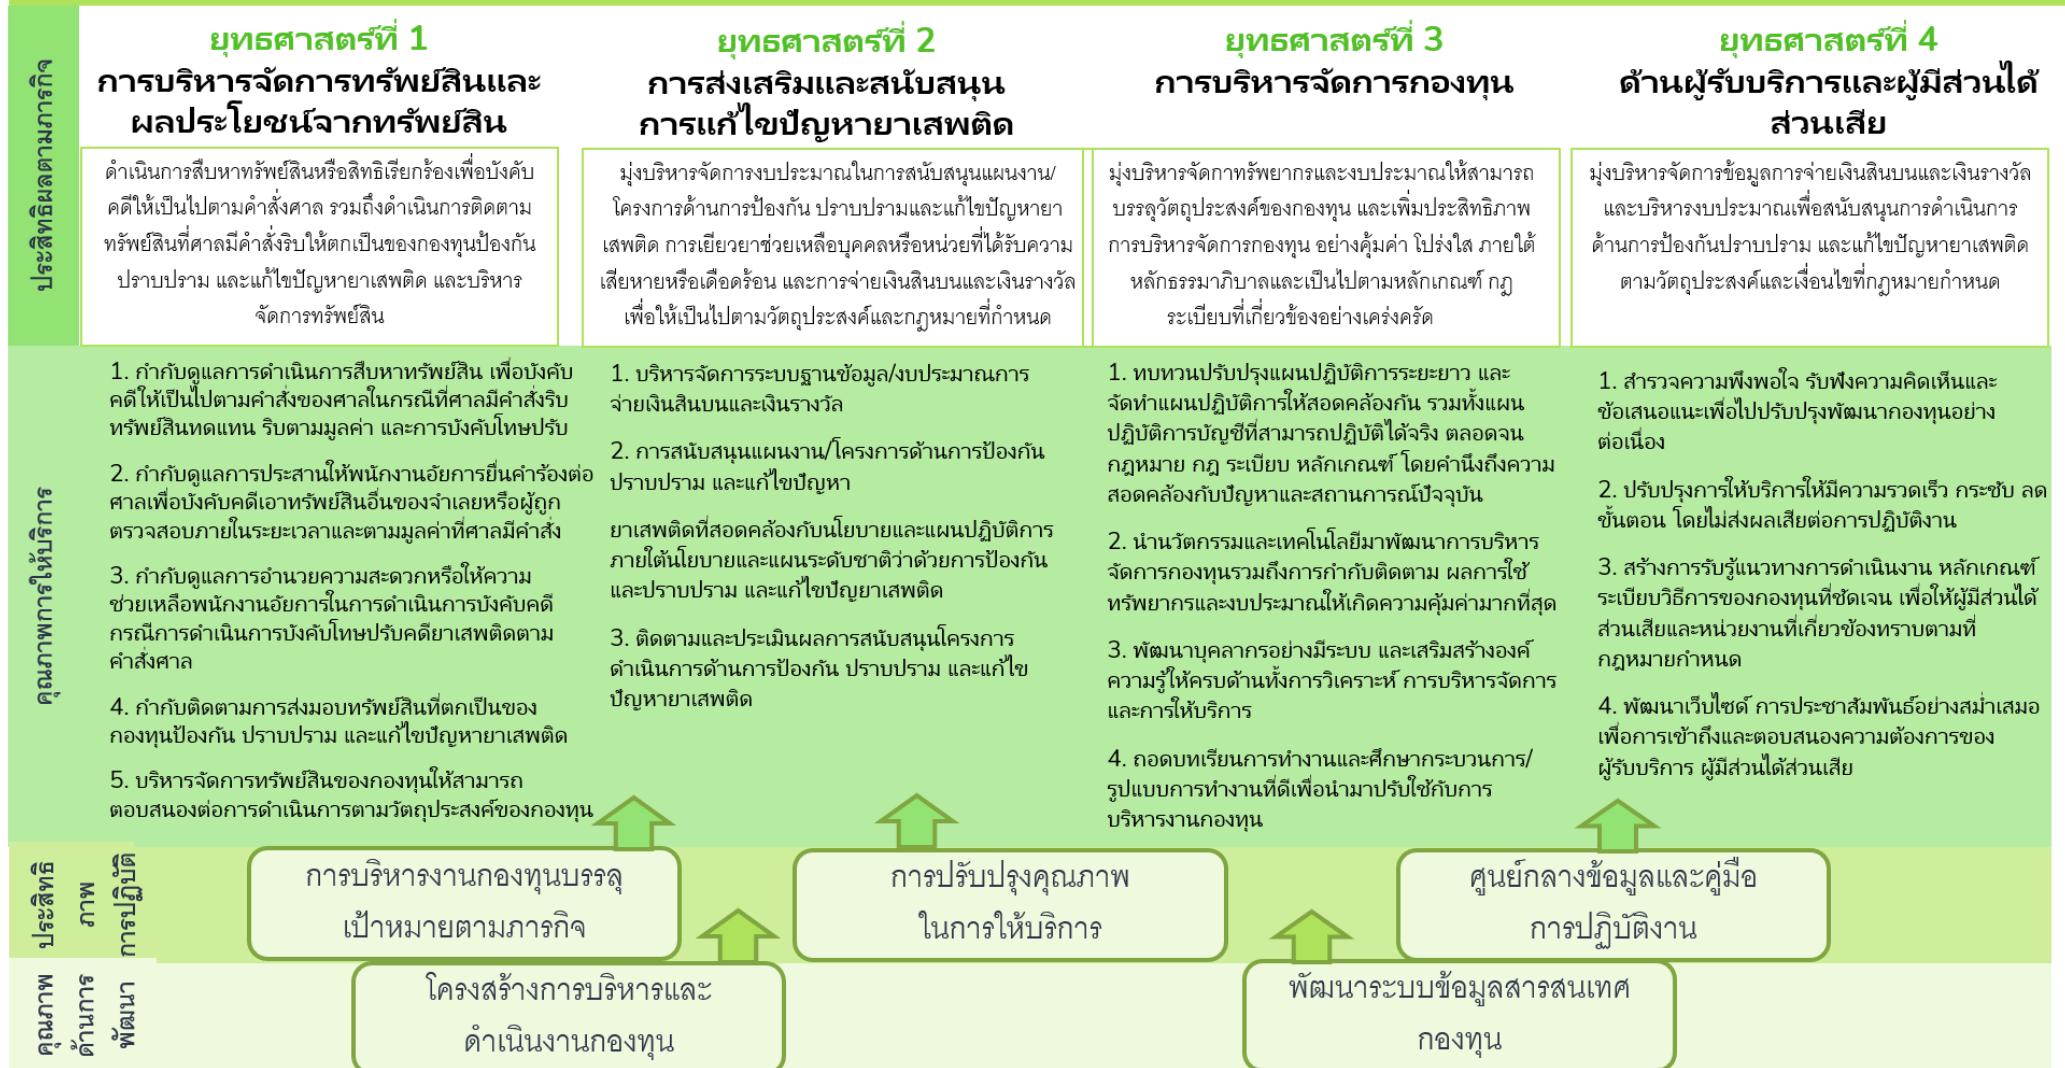 ประสิทธิผลตามภารกิจ
ยุทธศาสตร์ที่ 1
การบริหารจัดการทรัพย์สินและ
ผลประโยชน์จากทรัพย์สิน
ดำเนินการสืบหาทรัพย์สินหรือสิทธิเรียกร้องเพื่อบังคับ
คดีให้เป็นไปตามคำสั่งศาล รวมถึงดำเนินการติดตาม
ทรัพย์สินที่ศาลมีคำสั่งริบให้ตกเป็นของกองทุนป้องกัน
ปราบปราม และแก้ไขปัญหายาเสพติด และบริหาร
จัดการทรัพย์สิน
ยุทธศาสตร์ที่ 2
การส่งเสริมและสนับสนุน
การแก้ไขปัญหายาเสพติด
มุ่งบริหารจัดการงบประมาณในการสนับสนุนแผนงาน/
โครงการด้านการป้องกัน ปราบปรามและแก้ไขปัญหายา
เสพติด การเยียวยาช่วยเหลือบุคคลหรือหน่วยที่ได้รับความ
เสียหายหรือเดือดร้อน และการจ่ายเงินสินบนและเงินรางวัล
เพื่อให้เป็นไปตามวัตถุประสงค์และกฎหมายที่กำหนด
ยุทธศาสตร์ที่ 3
การบริหารจัดการกองทุน
มุ่งบริหารจัดกาทรัพยากรและงบประมาณให้สามารถ
บรรลุวัตถุประสงค์ของกองทุน และเพิ่มประสิทธิภาพ
การบริหารจัดการกองทุน อย่างคุ้มค่า โปร่งใส ภายใต้
หลักธรรมาภิบาลและเป็นไปตามหลักเกณฑ์ กฎ
ระเบียบที่เกี่ยวข้องอย่างเคร่งครัด
ยุทธศาสตร์ที่ 4
ด้านผู้รับบริการและผู้มีส่วนได้
ส่วนเสีย
มุ่งบริหารจัดการข้อมูลการจ่ายเงินสินบนและเงินรางวัล
และบริหารงบประมาณเพื่อสนับสนุนการดำเนินการ
ด้านการป้องกันปราบปราม และแก้ไขปัญหายาเสพติด
ตามวัตถุประสงค์และเงื่อนไขที่กฎหมายกำหนด
คุณภาพการให้บริการ
1. กำกับดูแลการดำเนินการสืบหาทรัพย์สิน เพื่อบังคับ
คดีให้เป็นไปตามคำสั่งของศาลในกรณีที่ศาลมีคำสั่งริบ
ทรัพย์สินทดแทน ริบตามมูลค่า และการบังคับโทษปรับ
2. กำกับดูแลการประสานให้พนักงานอัยการยื่นคำร้องต่อ
ศาลเพื่อบังคับคดีเอาทรัพย์สินอื่นของจำเลยหรือผู้ถูก
ตรวจสอบภายในระยะเวลาและตามมูลค่าที่ศาลมีคำสั่ง
3. กำกับดูแลการอำนวยความสะดวกหรือให้ความ
ช่วยเหลือพนักงานอัยการในการดำเนินการบังคับคดี
กรณีการดำเนินการบังคับโทษปรับคดียาเสพติดตาม
คำสั่งศาล
4. กำกับติดตามการส่งมอบทรัพย์สินที่ตกเป็นของ
กองทุนป้องกัน ปราบปราม และแก้ไขปัญหายาเสพติด
5. บริหารจัดการทรัพย์สินของกองทุนให้สามารถ
ตอบสนองต่อการดำเนินการตามวัตถุประสงค์ของกองทุน
1. บริหารจัดการระบบฐานข้อมูล/งบประมาณการ
จ่ายเงินสินบนและเงินรางวัล
2. การสนับสนุนแผนงาน/โครงการด้านการป้องกัน
ปราบปราม และแก้ไขปัญหา
ยาเสพติดที่สอดคล้องกับนโยบายและแผนปฏิบัติการ
ภายใต้นโยบายและแผนระดับชาติว่าด้วยการป้องกัน
และปราบปราม และแก้ไขปัญยาเสพติด
3. ติดตามและประเมินผลการสนับสนุนโครงการ
ดำเนินการด้านการป้องกัน ปราบปราม และแก้ไข
ปัญหายาเสพติด
1. ทบทวนปรับปรุงแผนปฏิบัติการระยะยาว และ
จัดทำแผนปฏิบัติการให้สอดคล้องกัน รวมทั้งแผน
ปฏิบัติการบัญชีที่สามารถปฏิบัติได้จริง ตลอดจน
กฎหมาย กฎ ระเบียบ หลักเกณฑ์ โดยคำนึงถึงความ
สอดคล้องกับปัญหาและสถานการณ์ปัจจุบัน
2. นำนวัตกรรมและเทคโนโลยีมาพัฒนาการบริหาร
จัดการกองทุนรวมถึงการกำกับติดตาม ผลการใช้
ทรัพยากรและงบประมาณให้เกิดความคุ้มค่ามากที่สุด
3. พัฒนาบุคลากรอย่างมีระบบ และเสริมสร้างองค์
ความรู้ให้ครบด้านทั้งการวิเคราะห์ การบริหารจัดการ
และการให้บริการ
4. ถอดบทเรียนการทำงานและศึกษากระบวนการ/
รูปแบบการทำงานที่ดีเพื่อนำมาปรับใช้กับการ
บริหารงานกองทุน
1. สำรวจความพึงพอใจ รับฟังความคิดเห็นและ
ข้อเสนอแนะเพื่อไปปรับปรุงพัฒนากองทุนอย่าง
ต่อเนื่อง
2. ปรับปรุงการให้บริการให้มีความรวดเร็ว กระชับ ลด
ขั้นตอน โดยไม่ส่งผลเสียต่อการปฏิบัติงาน
3. สร้างการรับรู้แนวทางการดำเนินงาน หลักเกณฑ์
ระเบียบวิธีการของกองทุนที่ชัดเจน เพื่อให้ผู้มีส่วนได้
ส่วนเสียและหน่วยงานที่เกี่ยวข้องทราบตามที่
กฎหมายกำหนด
4. พัฒนาเว็บไซด์ การประชาสัมพันธ์อย่างสม่ำเสมอ
เพื่อการเข้าถึงและตอบสนองความต้องการของ
ผู้รับบริการ ผู้มีส่วนได้ส่วนเสีย
ประสิทธิ
ภาพ
การปฏิบัติ
การบริหารงานกองทุนบรรลุ
เป้าหมายตามภารกิจ
การปรับปรุงคุณภาพ
ในการให้บริการ
ศูนย์กลางข้อมูลและคู่มือ
การปฏิบัติงาน
คุณภาพ
ด้านการ
พัฒนา
โครงสร้างการบริหารและ
ดำเนินงานกองทุน
พัฒนาระบบข้อมูลสารสนเทศ
กองทุน